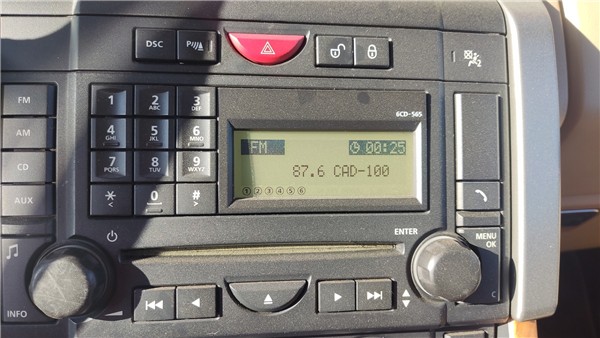 DSC
P
FM
AM
CD
AUX
INFO
1
2 ABC
3 DEF
4 GHI
5 JKL
6 MNO
7 PQRS
8 TUV
9 WXYZ
* <
0
# >
6CD-565
FM 00:25
87.6 CAD-100
1 2 3 4 5 6
ENTER
MENU
OK
C
2